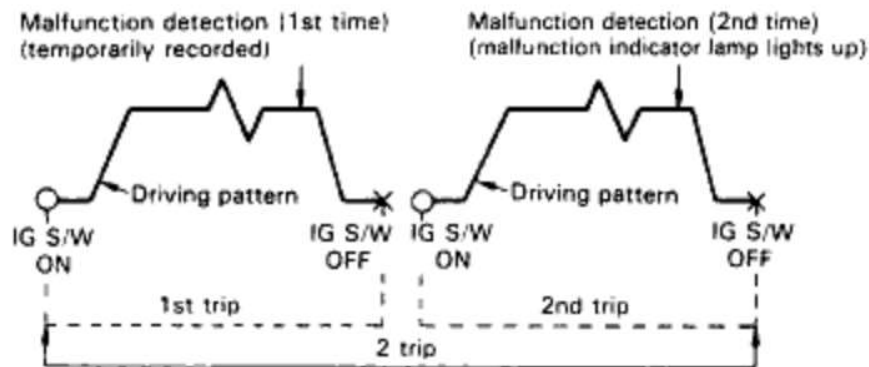 Malfunction detection (1st time)
(temporarily recorded)
Malfunction detection (2nd time)
(malfunction indicator lamp lights up)
Driving pattern
Driving pattern
IG S/W
ON
IG S/W
OFF
IG S/W
ON
IG S/W
OFF
1st trip
2nd trip
2 trip